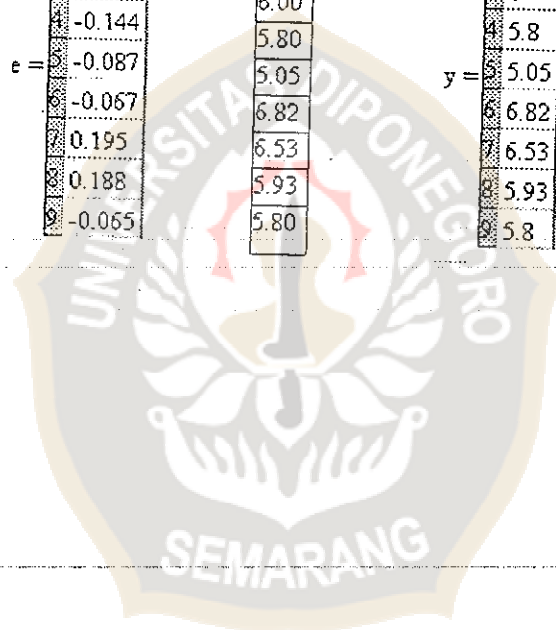 6.00
4 -0.144 5.80 4 5.8
e = 5 -0.087 5.05 y = 5 5.05
6 -0.067 6.82 6 6.82
7 0.195 6.53 7 6.53
8 0.188 5.93 8 5.93
9 -0.065 5.80 9 5.8
UNIVERSITAS DIPONEGORO
SEMARANG